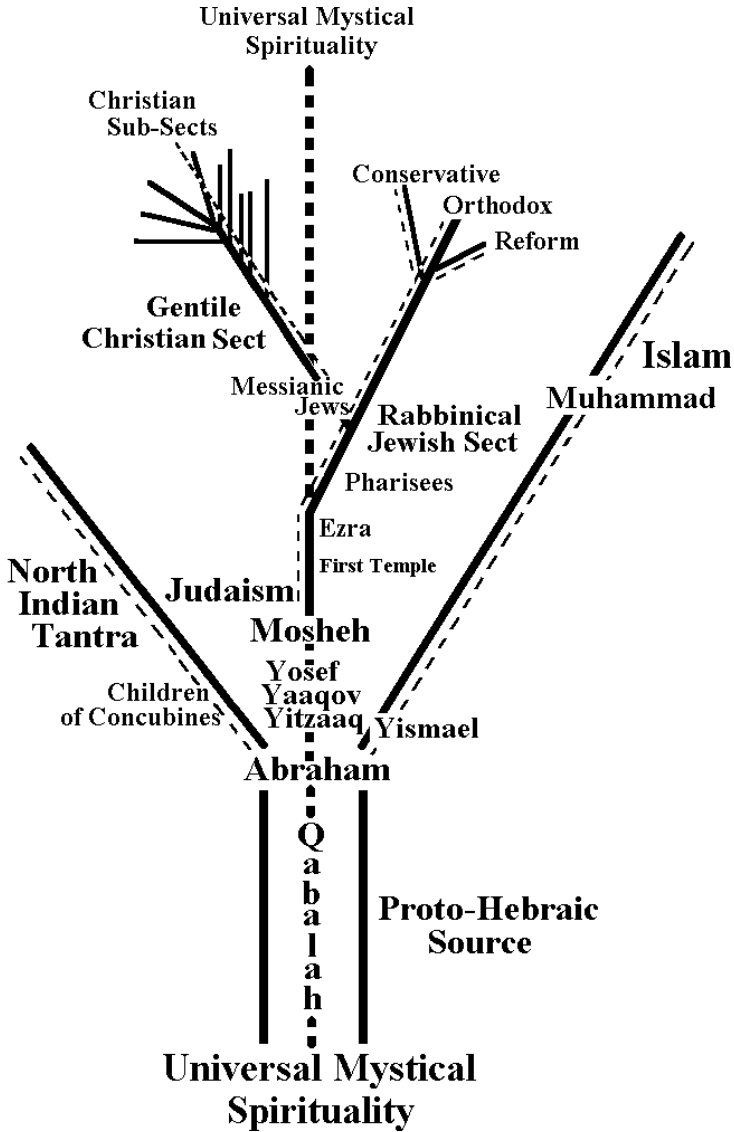 Universal Mystical
Spirituality
Christian
Sub-Sects
Conservative
Orthodox
Reform
Gentile
Christian Sect
Islam
Messianic
Jews
Muhammad
Rabbinical
Jewish Sect
Pharisees
Ezra
First Temple
North
Indian
Tantra
Judaism
Mosheh
Yosef
Yaaqov
Yitzaaq
Children
of Concubines
Yismael
Abraham
Qabalah
Proto-Hebraic
Source
Universal Mystical
Spirituality